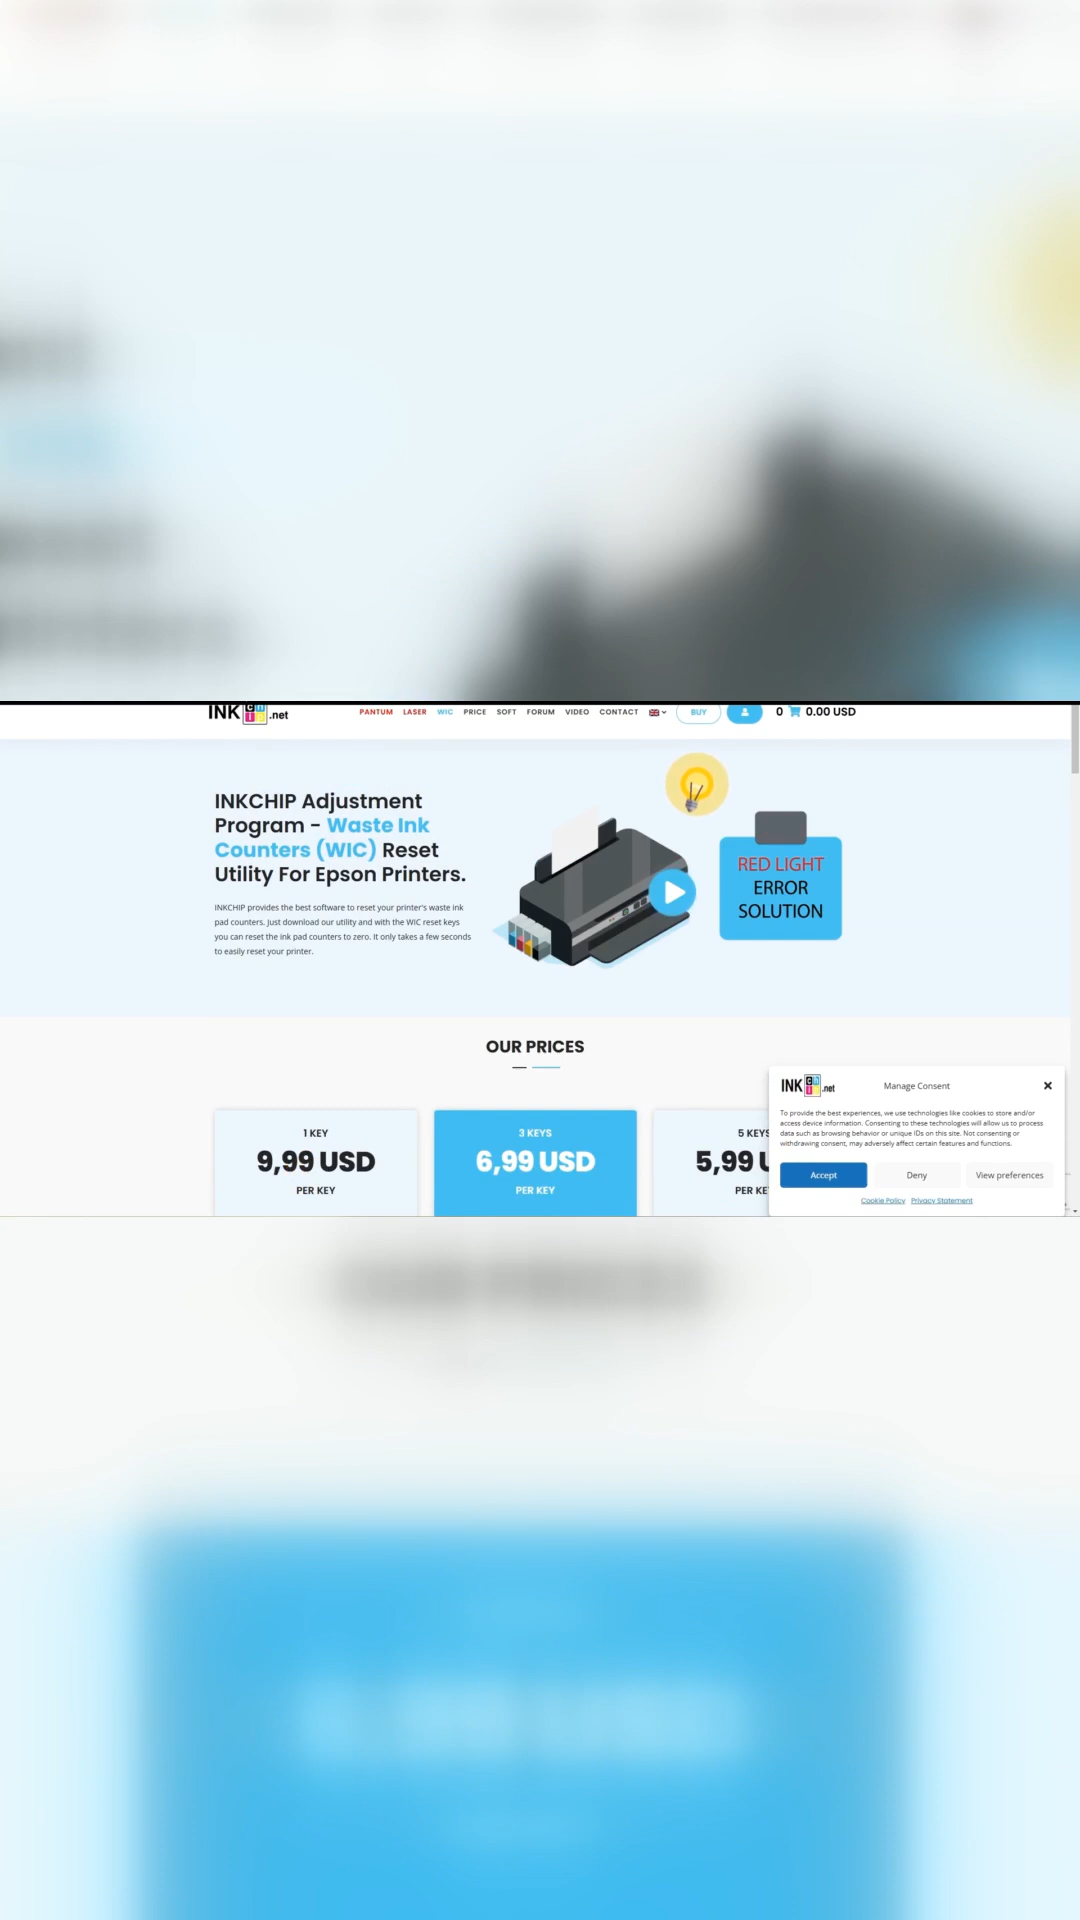 INK chip .net
PANTUM LASER WIC PRICE SOFT FORUM VIDEO CONTACT BUY 0 0.00 USD
INKCHIP Adjustment
Program - Waste Ink
Counters (WIC) Reset
Utility For Epson Printers.
INKCHIP provides the best software to reset your printer's waste ink
pad counters. Just download our utility and with the WIC reset keys
you can reset the ink pad counters to zero. It only takes a few seconds
to easily reset your printer.
RED LIGHT
ERROR
SOLUTION
OUR PRICES
1 KEY
9,99 USD
PER KEY
3 KEYS
6,99 USD
PER KEY
5 KEYS
5,99 U
PER KE
INK chip .net
Manage Consent
To provide the best experiences, we use technologies like cookies to store and/or
access device information. Consenting to these technologies will allow us to process
data such as browsing behavior or unique IDs on this site. Not consenting or
withdrawing consent, may adversely affect certain features and functions.
Accept Deny View preferences
Cookie Policy Privacy Statement